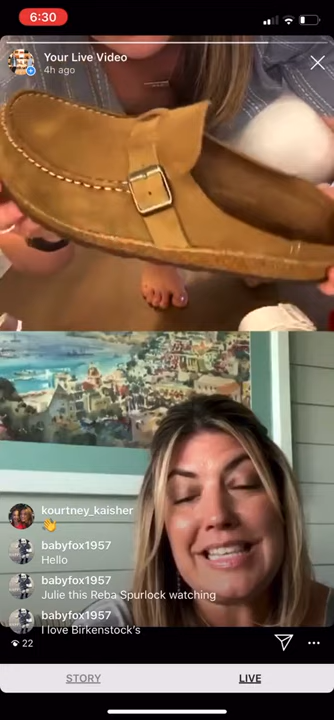 6:30
Your Live Video
4h ago
kourtney_kaisher
👋
babyfox1957
Hello
babyfox1957
Julie this Reba Spurlock watching
babyfox1957
I love Birkenstock's
22
STORY
LIVE